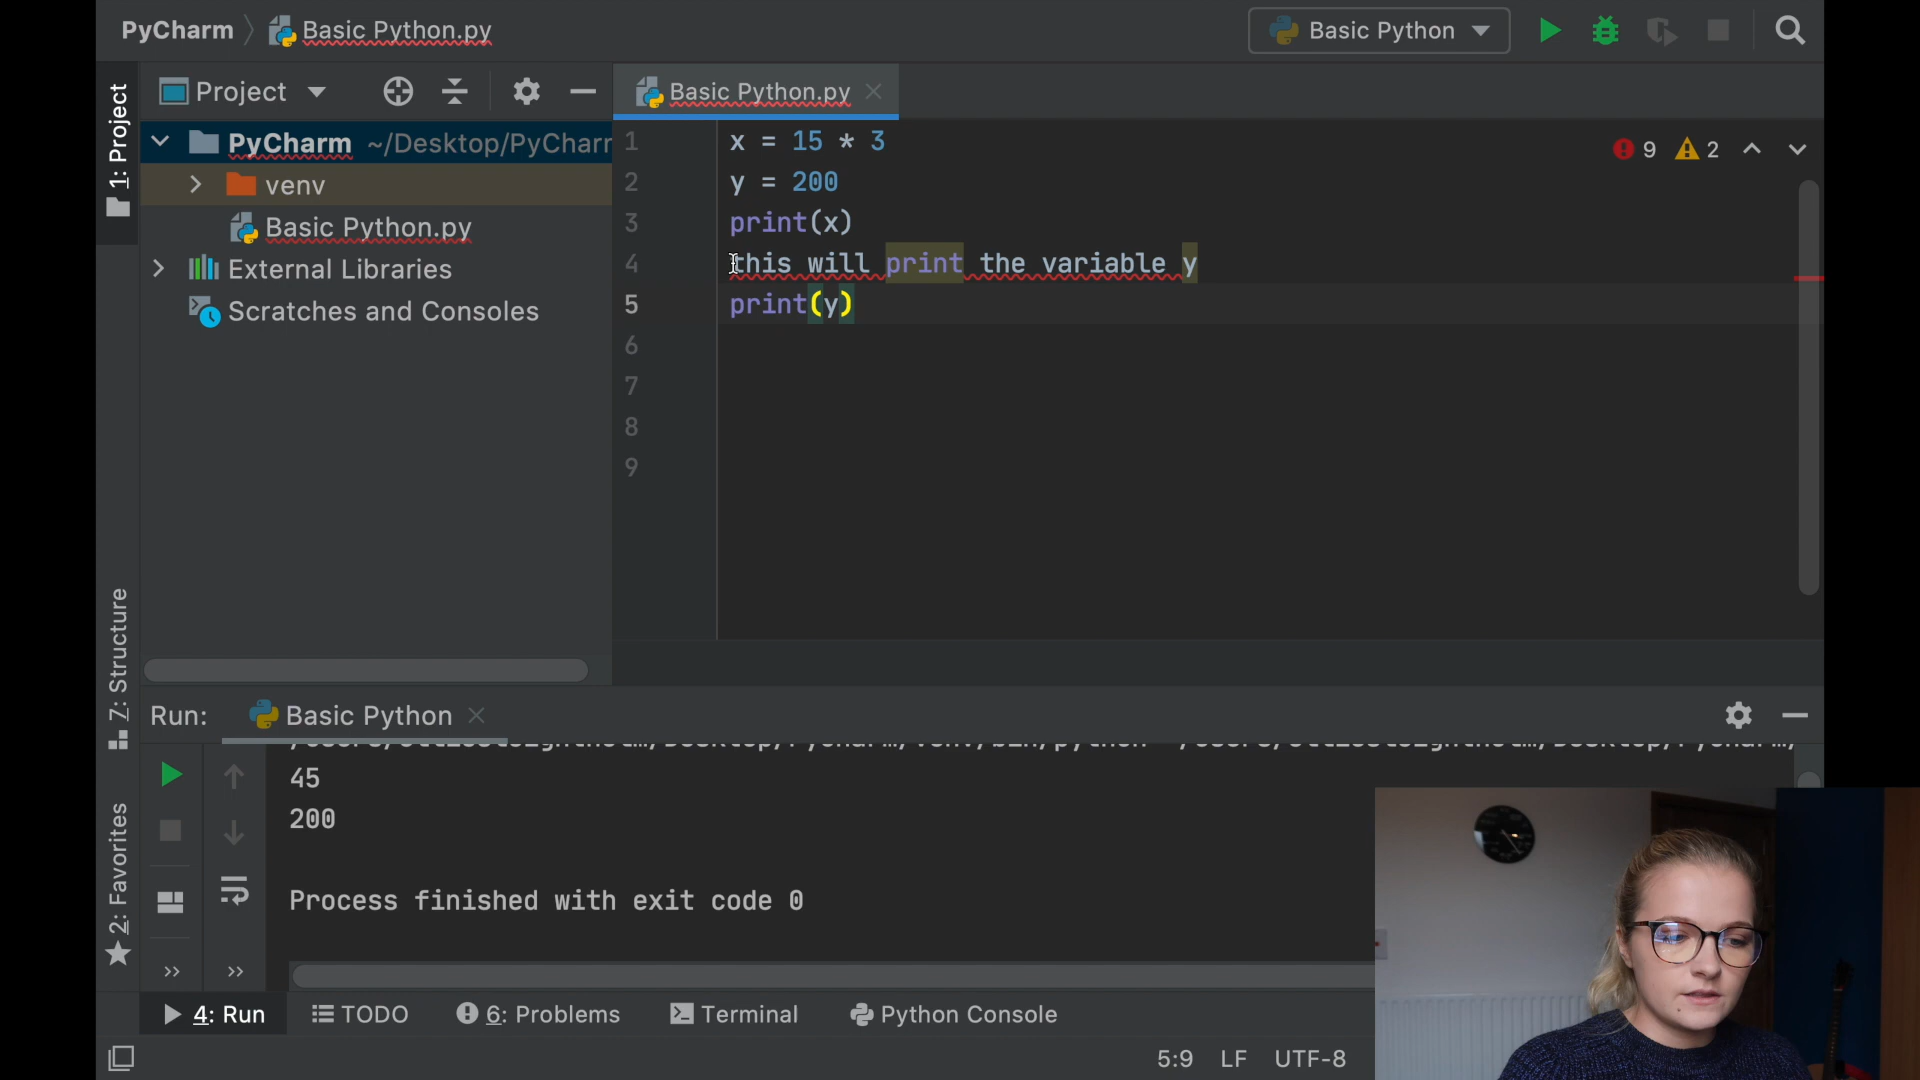 PyCharm Basic Python.py Basic Python
1: Project
Project
Basic Python.py
PyCharm ~/Desktop/PyCharm
venv
Basic Python.py
External Libraries
Scratches and Consoles
1 x = 15 * 3
2 y = 200
3 print(x)
4 this will print the variable y
5 print(y)
6
7
8
9
9 2
Z: Structure
2: Favorites
Run: Basic Python
45
200
Process finished with exit code 0
4: Run TODO 6: Problems Terminal Python Console
5:9 LF UTF-8